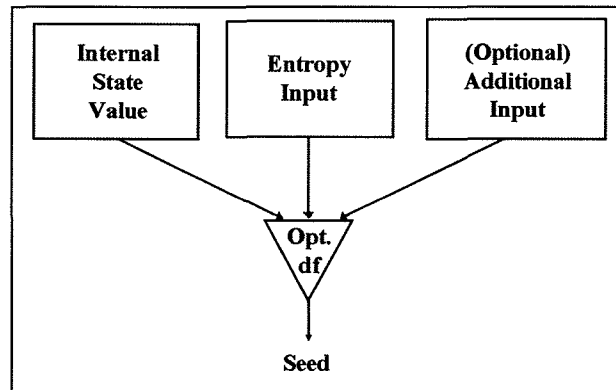 Internal
State
Value
Entropy
Input
(Optional)
Additional
Input
Opt.
df
Seed